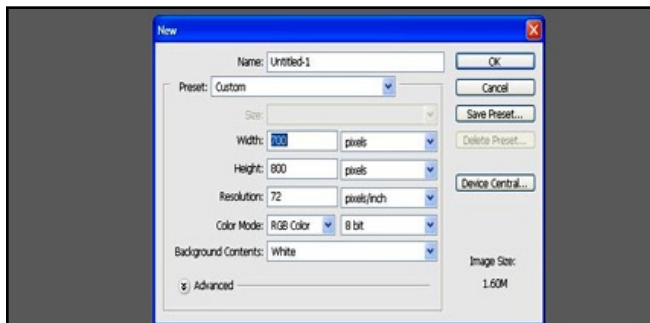 New
Name: Untitled-1
OK
Preset: Custom
Cancel
Size:
Save Preset...
Width: 700 pixels
Delete Preset...
Height: 800 pixels
Device Central...
Resolution: 72 pixels/inch
Color Mode: RGB Color 8 bit
Background Contents: White
Image Size:
1.60M
Advanced